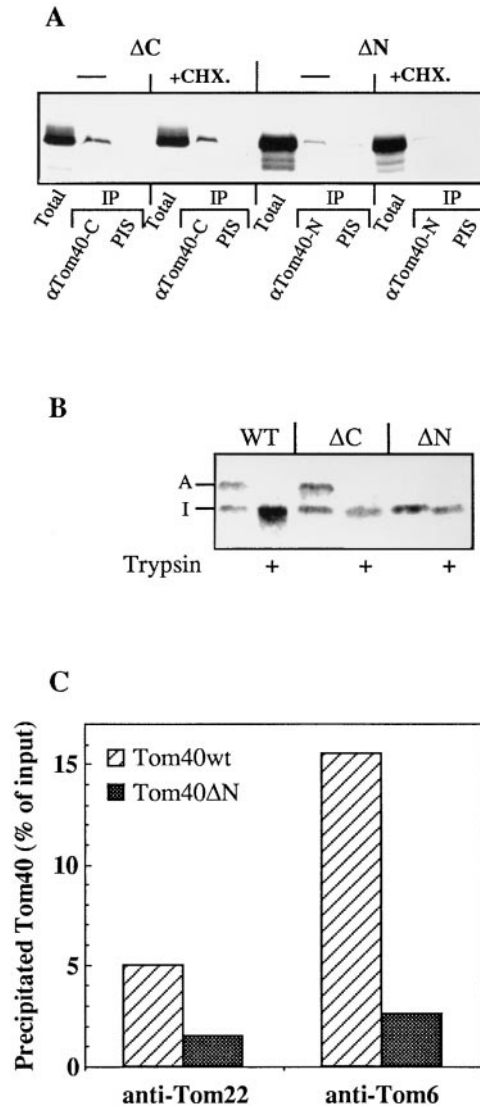 A
ΔC ΔN
— +CHX. — +CHX.
Total IP Total IP Total IP Total IP
αTom40-C PIS αTom40-C PIS αTom40-N PIS αTom40-N PIS
B
WT ΔC ΔN
A
I
Trypsin + + +
C
Precipitated Tom40 (% of input)
15
10
5
0
Tom40wt
Tom40ΔN
anti-Tom22 anti-Tom6